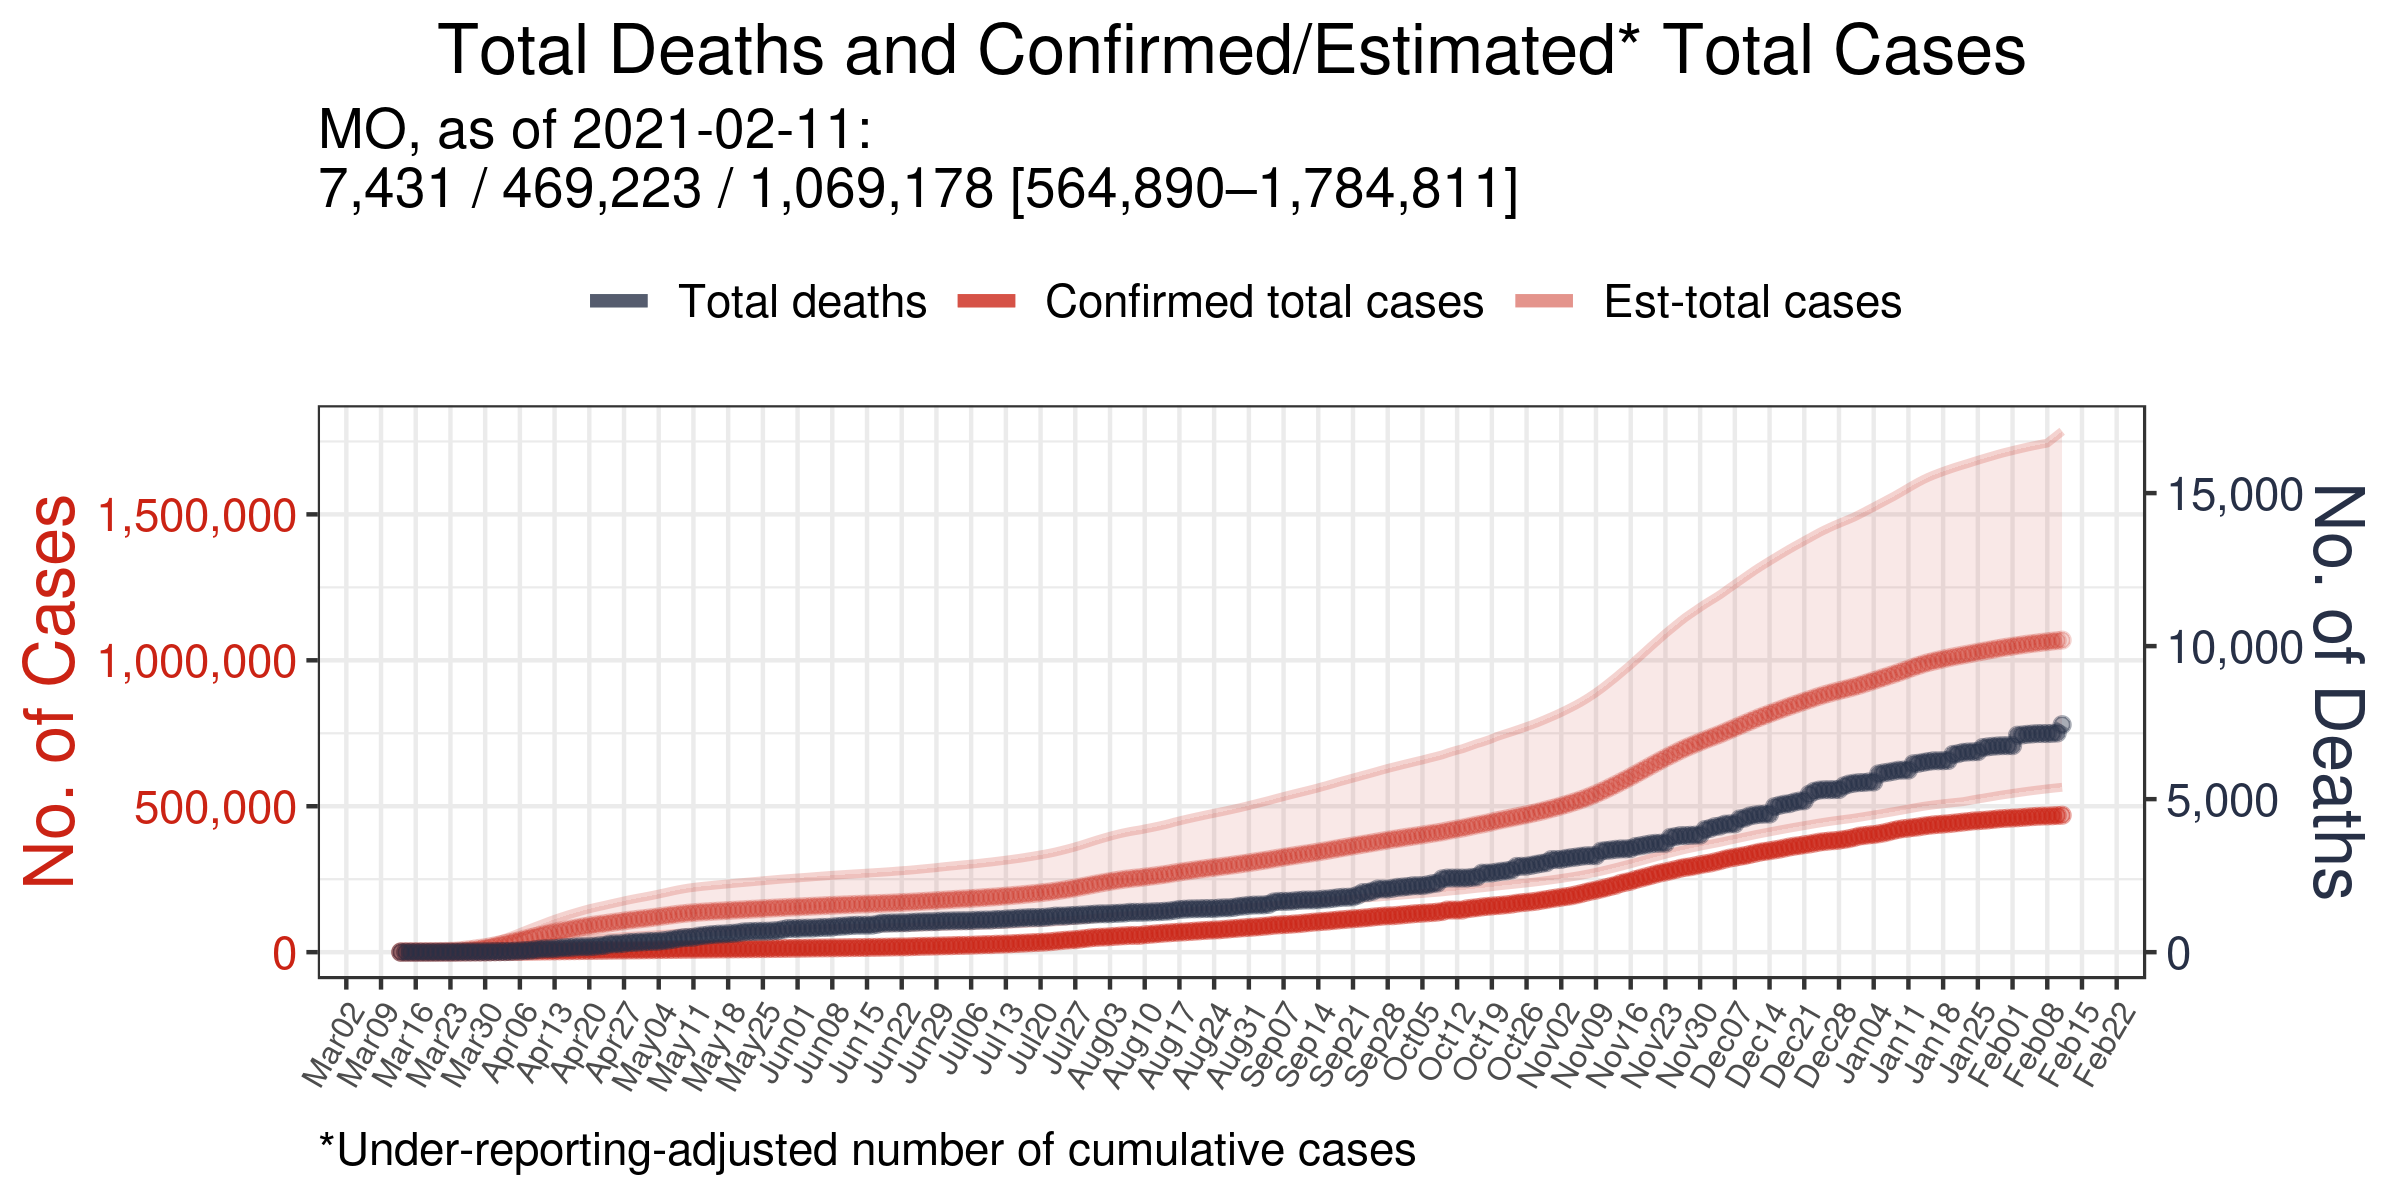 Total Deaths and Confirmed/Estimated* Total Cases
MO, as of 2021-02-11:
7,431 / 469,223 / 1,069,178 [564,890–1,784,811]
Total deaths
Confirmed total cases
Est-total cases
No. of Cases
1,500,000
1,000,000
500,000
0
15,000
10,000
5,000
0
No. of Deaths
Mar02
Mar09
Mar16
Mar23
Mar30
Apr06
Apr13
Apr20
Apr27
May04
May11
May18
May25
Jun01
Jun08
Jun15
Jun22
Jun29
Jul06
Jul13
Jul20
Jul27
Aug03
Aug10
Aug17
Aug24
Aug31
Sep07
Sep14
Sep21
Sep28
Oct05
Oct12
Oct19
Oct26
Nov02
Nov09
Nov16
Nov23
Nov30
Dec07
Dec14
Dec21
Dec28
Jan04
Jan11
Jan18
Jan25
Feb01
Feb08
Feb15
Feb22
*Under-reporting-adjusted number of cumulative cases